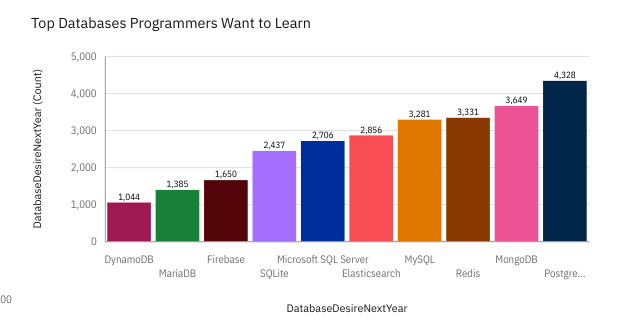 Top Databases Programmers Want to Learn
DatabaseDesireNextYear (Count)
5,000
4,000
3,000
2,000
1,000
0
1,044
1,385
1,650
2,437
2,706
2,856
3,281
3,331
3,649
4,328
DynamoDB
MariaDB
Firebase
SQLite
Microsoft SQL Server
Elasticsearch
MySQL
Redis
MongoDB
Postgre...
00
DatabaseDesireNextYear